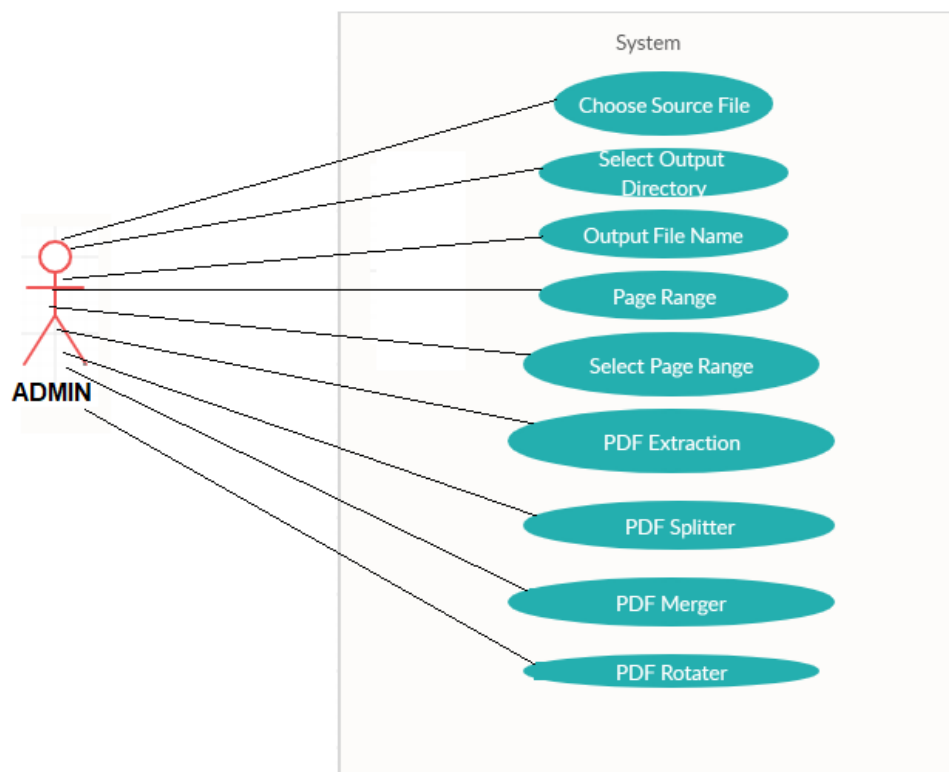 System
Choose Source File
Select Output
Directory
Output File Name
Page Range
Select Page Range
ADMIN
PDF Extraction
PDF Splitter
PDF Merger
PDF Rotater